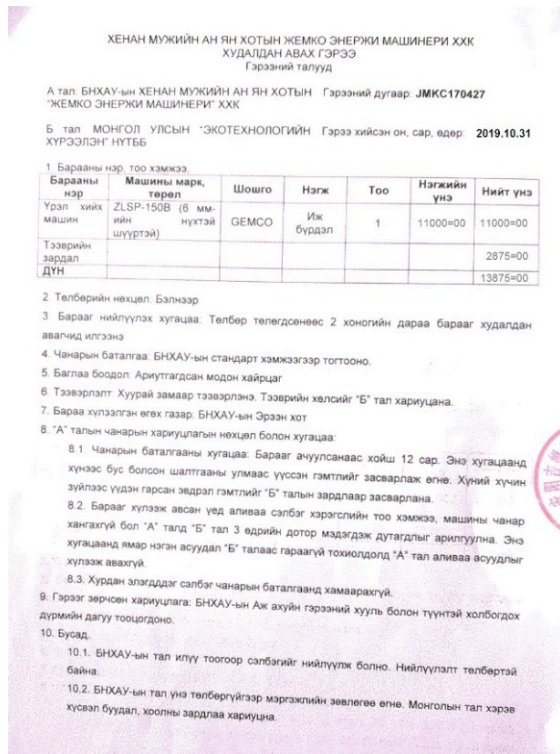 ХЕНАН МУЖИЙН АН ЯН ХОТЫН ЖЕМКО ЭНЕРЖИ МАШИНЕРИ ХХК
ХУДАЛДАН АВАХ ГЭРЭЭ
Гэрээний талууд
А тал: БНХАУ-ын ХЕНАН МУЖИЙН АН ЯН ХОТЫН Гэрээний дугаар: JMKC170427
"ЖЕМКО ЭНЕРЖИ МАШИНЕРИ" ХХК
Б тал МОНГОЛ УЛСЫН "ЭКОТЕХНОЛОГИЙН Гэрээ хийсэн он, сар, өдөр: 2019.10.31
ХҮРЭЭЛЭН" НҮТББ
1. Барааны нэр, тоо хэмжээ,
Барааны нэр Машины марк, төрөл Шошго Нэгж Тоо Нэгжийн үнэ Нийт үнэ
Үрэл хийх машин ZLSP-150B (6 мм-ийн нүхтэй шүүртэй) GEMCO Иж бүрдэл 1 11000=00 11000=00
Тээврийн зардал 2875=00
ДҮН 13875=00
2. Төлбөрийн нөхцөл: Бэлнээр
3. Барааг нийлүүлэх хугацаа: Төлбөр төлөгдсөнөөс 2 хоногийн дараа барааг худалдан
авагчид илгээнэ
4. Чанарын баталгаа: БНХАУ-ын стандарт хэмжээгээр тогтооно.
5. Баглаа боодол: Ариутгагдсан модон хайрцаг
6. Тээвэрлэлт: Хуурай замаар тээвэрлэнэ. Тээврийн хөлсийг "Б" тал хариуцана.
7. Бараа хүлээлгэн өгөх газар: БНХАУ-ын Эрээн хот
8. "А" талын чанарын хариуцлагын нөхцөл болон хугацаа:
8.1. Чанарын баталгааны хугацаа: Барааг ачуулсанаас хойш 12 сар. Энэ хугацаанд
хүнээс бус болсон шалтгааны улмаас үүссэн гэмтлийг засварлаж өгнө. Хүний хүчин
зүйлээс үүдэн гарсан эвдрэл гэмтлийг "Б" талын зардлаар засварлана.
8.2. Барааг хүлээж авсан үед аливаа сэлбэг хэрэгслийн тоо хэмжээ, машины чанар
хангахгүй бол "А" талд "Б" тал 3 өдрийн дотор мэдэгдэж дутагдлыг арилгуулна. Энэ
хугацаанд ямар нэгэн асуудал "Б" талаас гараагүй тохиолдолд "А" тал аливаа асуудлыг
хүлээж авахгүй.
8.3. Хурдан элэгдддэг сэлбэг чанарын баталгаанд хамаарахгүй.
9. Гэрээг зөрчсөн хариуцлага: БНХАУ-ын Аж ахуйн гэрээний хууль болон түүнтэй холбогдох
дүрмийн дагуу тооцогдоно.
10. Бусад.
10.1. БНХАУ-ын тал илүү тоогоор сэлбэгийг нийлүүлж болно. Нийлүүлэлт төлбөртэй
байна.
10.2. БНХАУ-ын тал үнэ төлбөргүйгээр мэргэжлийн зөвлөгөө өгнө. Монголын тал хэрэв
хүсвэл буудал, хоолны зардлаа хариуцна.